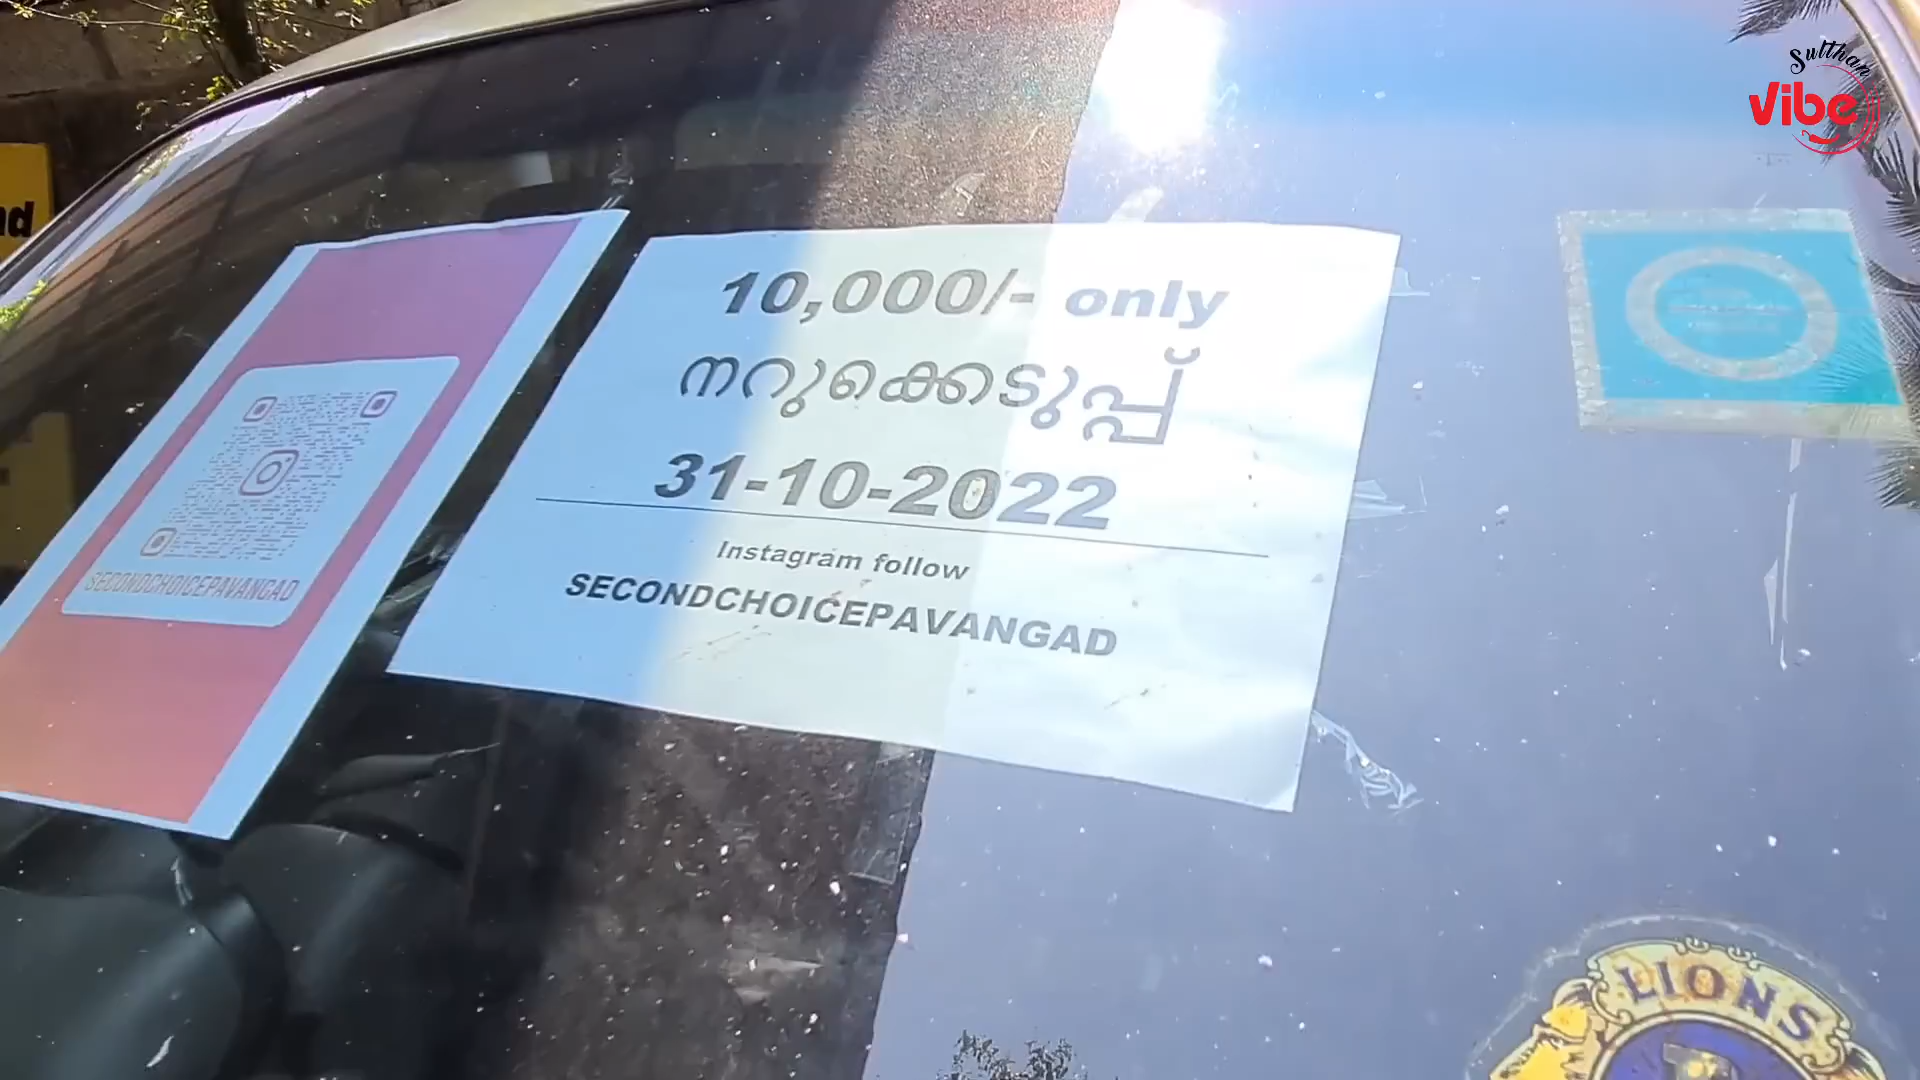 Sulthan
Vibe
10,000/- only
നറുക്കെടുപ്പ്
31-10-2022
Instagram follow
SECONDCHOICEPAVANGAD
SECONDCHOICEPAVANGAD
LIONS